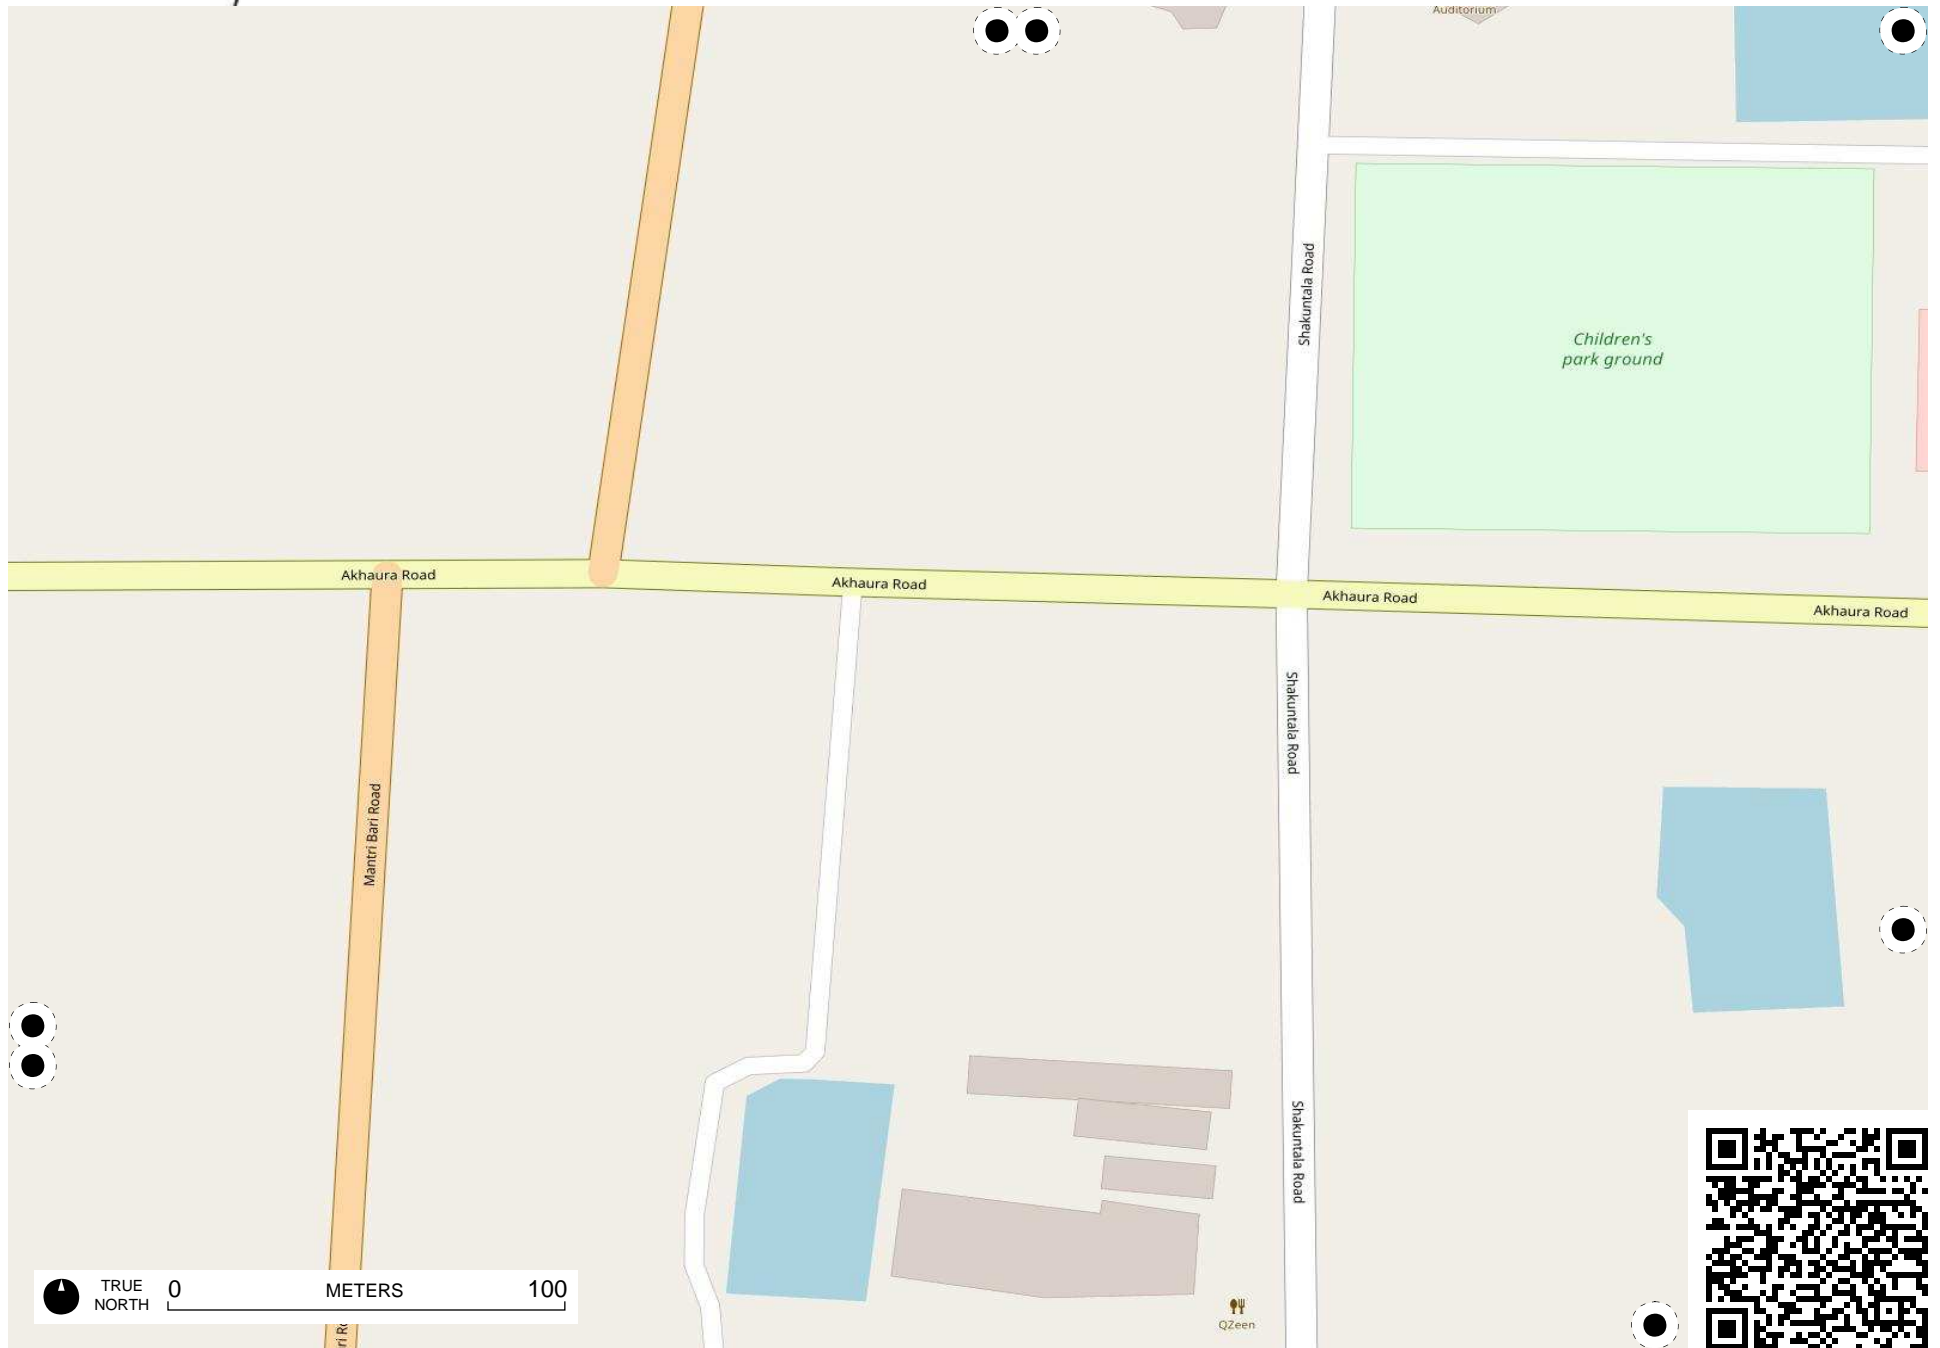 Auditorium
Shakuntala Road
Children's
park ground
Akhaura Road
Akhaura Road
Akhaura Road
Akhaura Road
Shakuntala Road
Mantri Bari Road
Shakuntala Road
TRUE
NORTH
0 METERS 100
QZeen